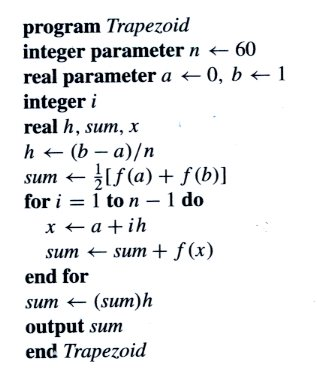 program Trapezoid
integer parameter n ← 60
real parameter a ← 0, b ← 1
integer i
real h, sum, x
h ← (b − a)/n
sum ← ½[f(a) + f(b)]
for i = 1 to n − 1 do
x ← a + ih
sum ← sum + f(x)
end for
sum ← (sum)h
output sum
end Trapezoid